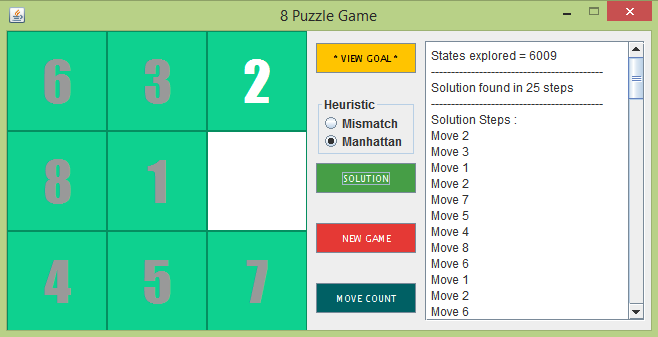 8 Puzzle Game
6 3 2
8 1
4 5 7
* VIEW GOAL *
Heuristic
Mismatch
Manhattan
SOLUTION
NEW GAME
MOVE COUNT
States explored = 6009
------------------------------------------
Solution found in 25 steps
------------------------------------------
Solution Steps :
Move 2
Move 3
Move 1
Move 2
Move 7
Move 5
Move 4
Move 8
Move 6
Move 1
Move 2
Move 6